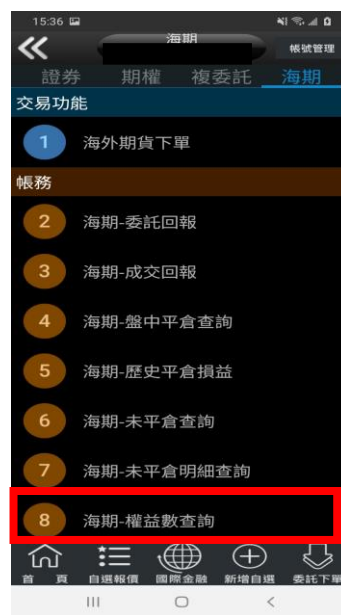 15:36
海期
帳號管理
證券 期權 複委託 海期
交易功能
1 海外期貨下單
帳務
2 海期-委託回報
3 海期-成交回報
4 海期-盤中平倉查詢
5 海期-歷史平倉損益
6 海期-未平倉查詢
7 海期-未平倉明細查詢
8 海期-權益數查詢
首 頁 自選報價 國際金融 新增自選 委託下單